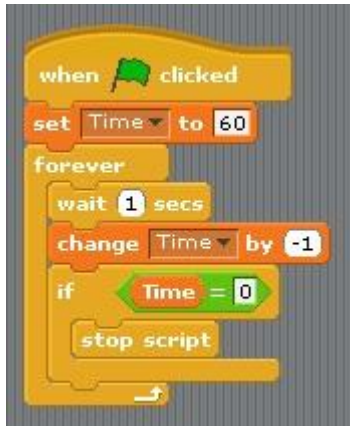 when clicked
set Time to 60
forever
wait 1 secs
change Time by -1
if Time = 0
stop script